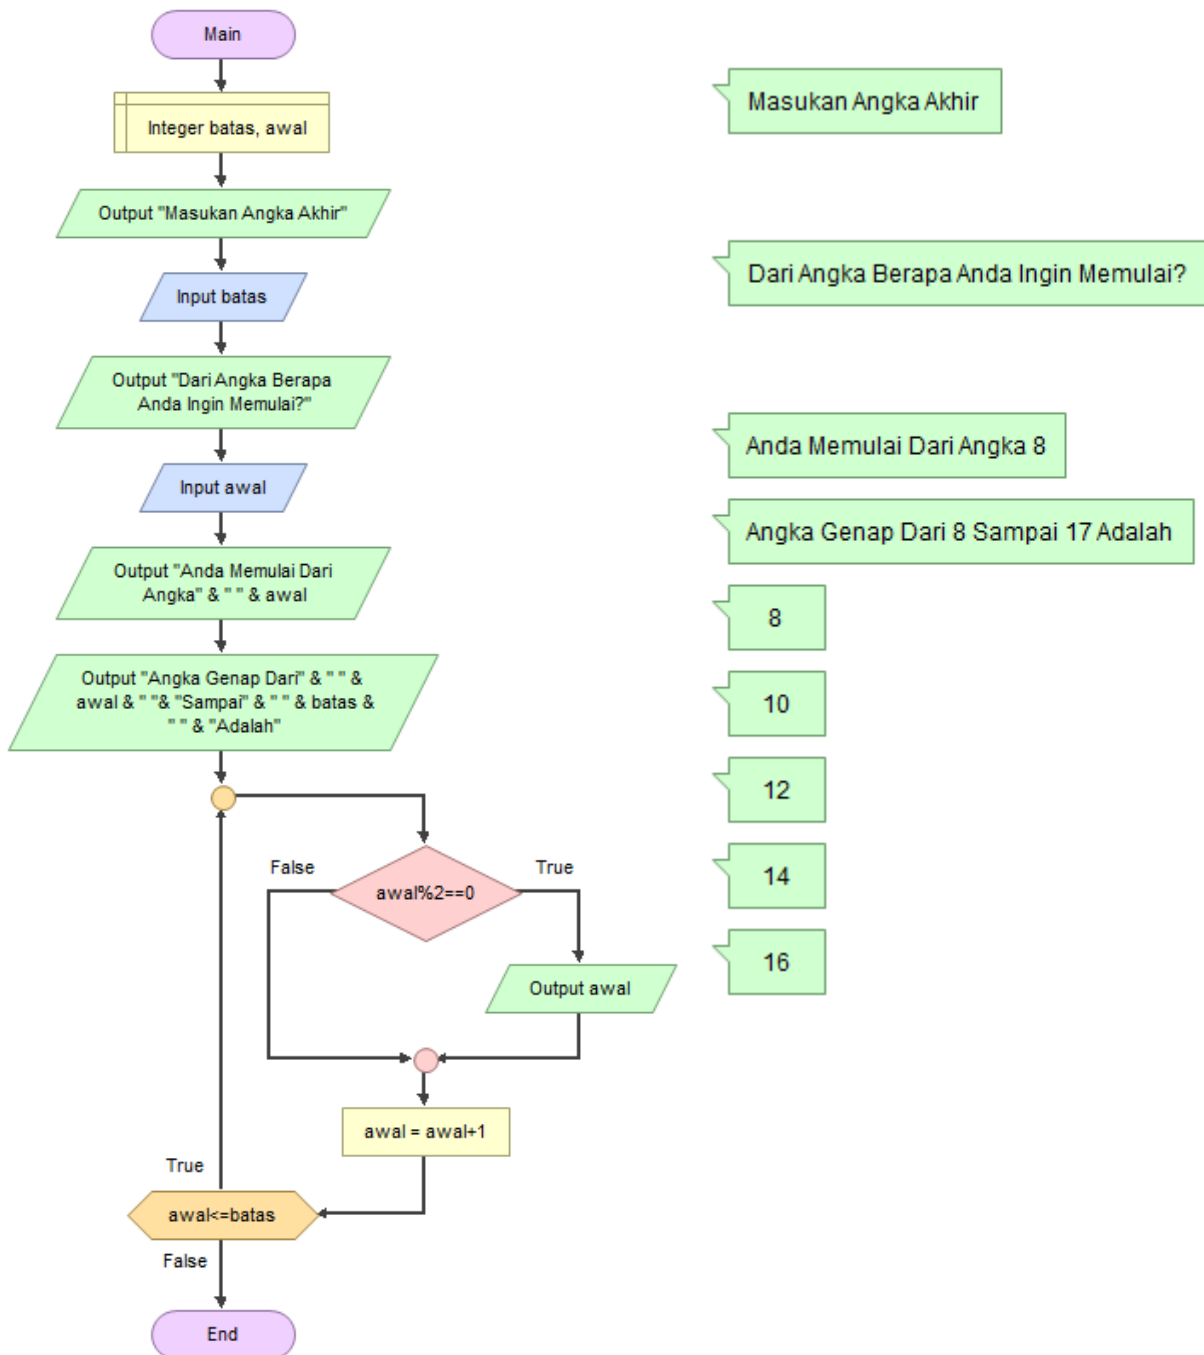 Main
Integer batas, awal
Output "Masukan Angka Akhir"
Input batas
Output "Dari Angka Berapa
Anda Ingin Memulai?"
Input awal
Output "Anda Memulai Dari
Angka" & " " & awal
Output "Angka Genap Dari" & " " &
awal & " "& "Sampai" & " " & batas &
" " & "Adalah"
False
True
awal%2==0
Output awal
awal = awal+1
True
awal<=batas
False
End
Masukan Angka Akhir
Dari Angka Berapa Anda Ingin Memulai?
Anda Memulai Dari Angka 8
Angka Genap Dari 8 Sampai 17 Adalah
8
10
12
14
16